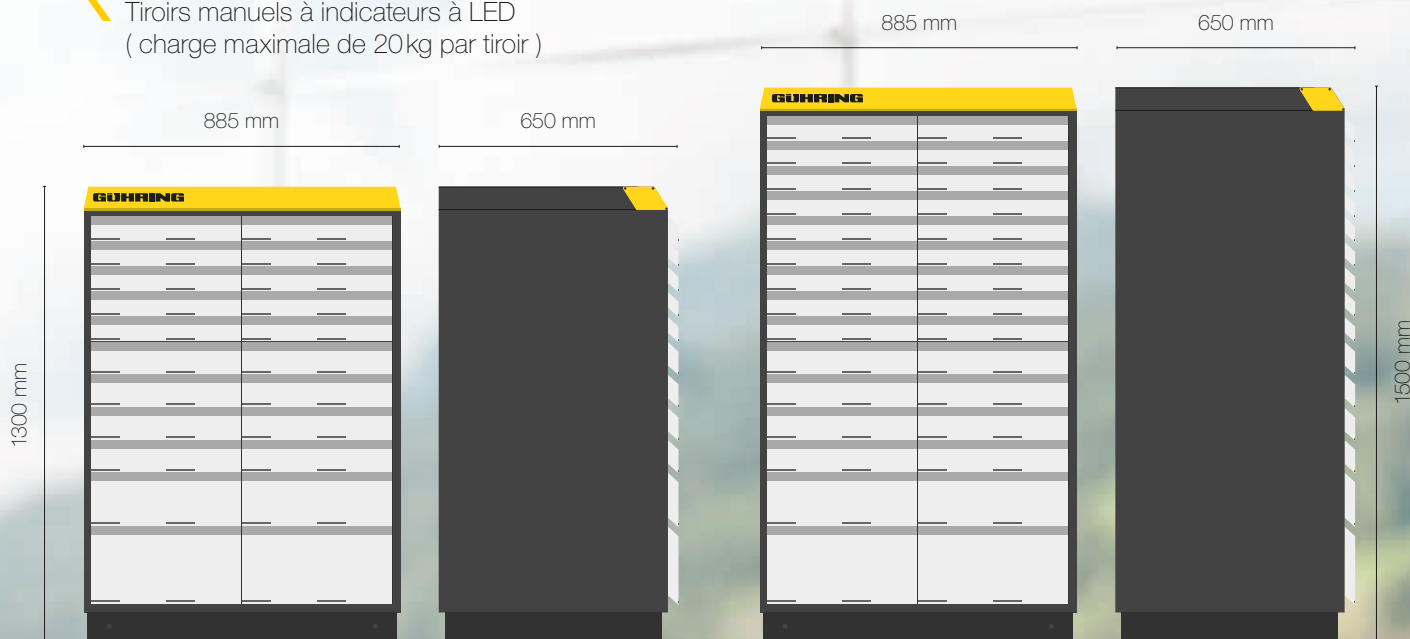 Tiroirs manuels à indicateurs à LED
( charge maximale de 20 kg par tiroir )
885 mm
650 mm
885 mm
650 mm
GÜHRING
GÜHRING
1300 mm
1500 mm